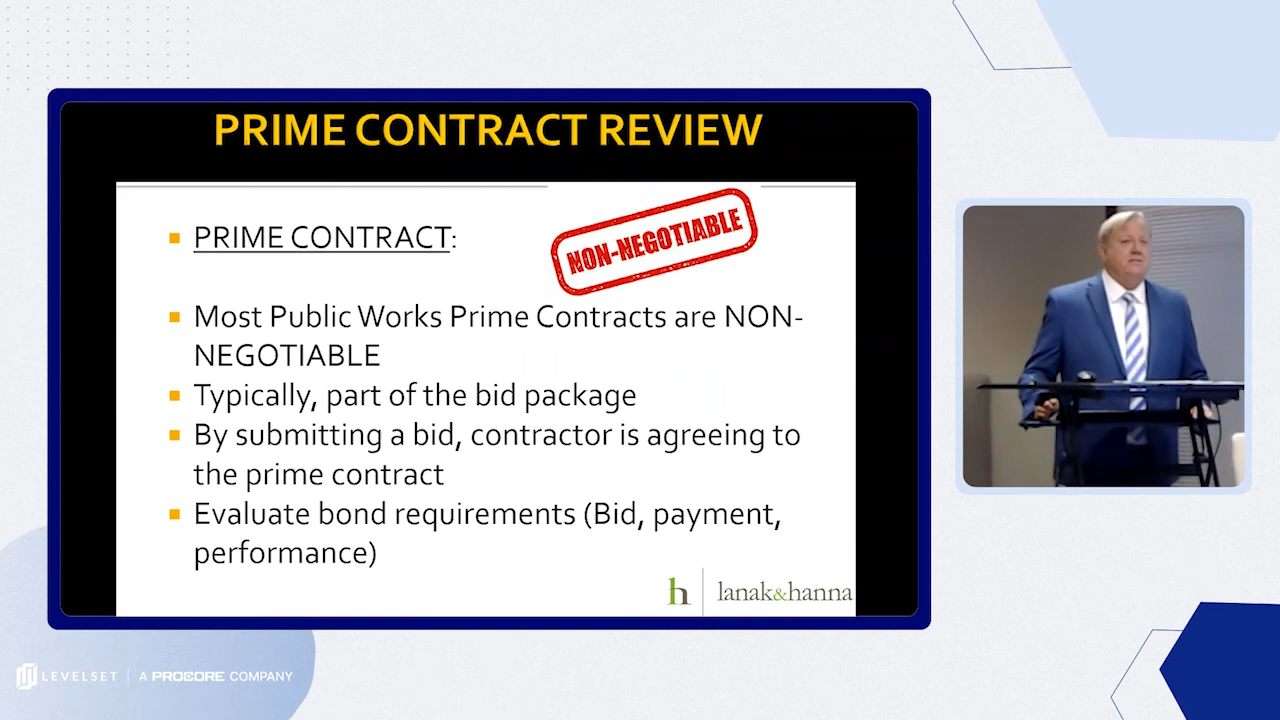 PRIME CONTRACT REVIEW
NON-NEGOTIABLE
PRIME CONTRACT:
Most Public Works Prime Contracts are NON-
NEGOTIABLE
Typically, part of the bid package
By submitting a bid, contractor is agreeing to
the prime contract
Evaluate bond requirements (Bid, payment,
performance)
h lanak&hanna
LEVELSET | A PROCORE COMPANY